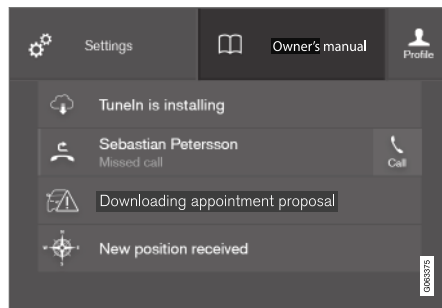 Settings
Owner's manual
Profile
TuneIn is installing
Sebastian Petersson
Missed call
Call
Downloading appointment proposal
New position received
G063375